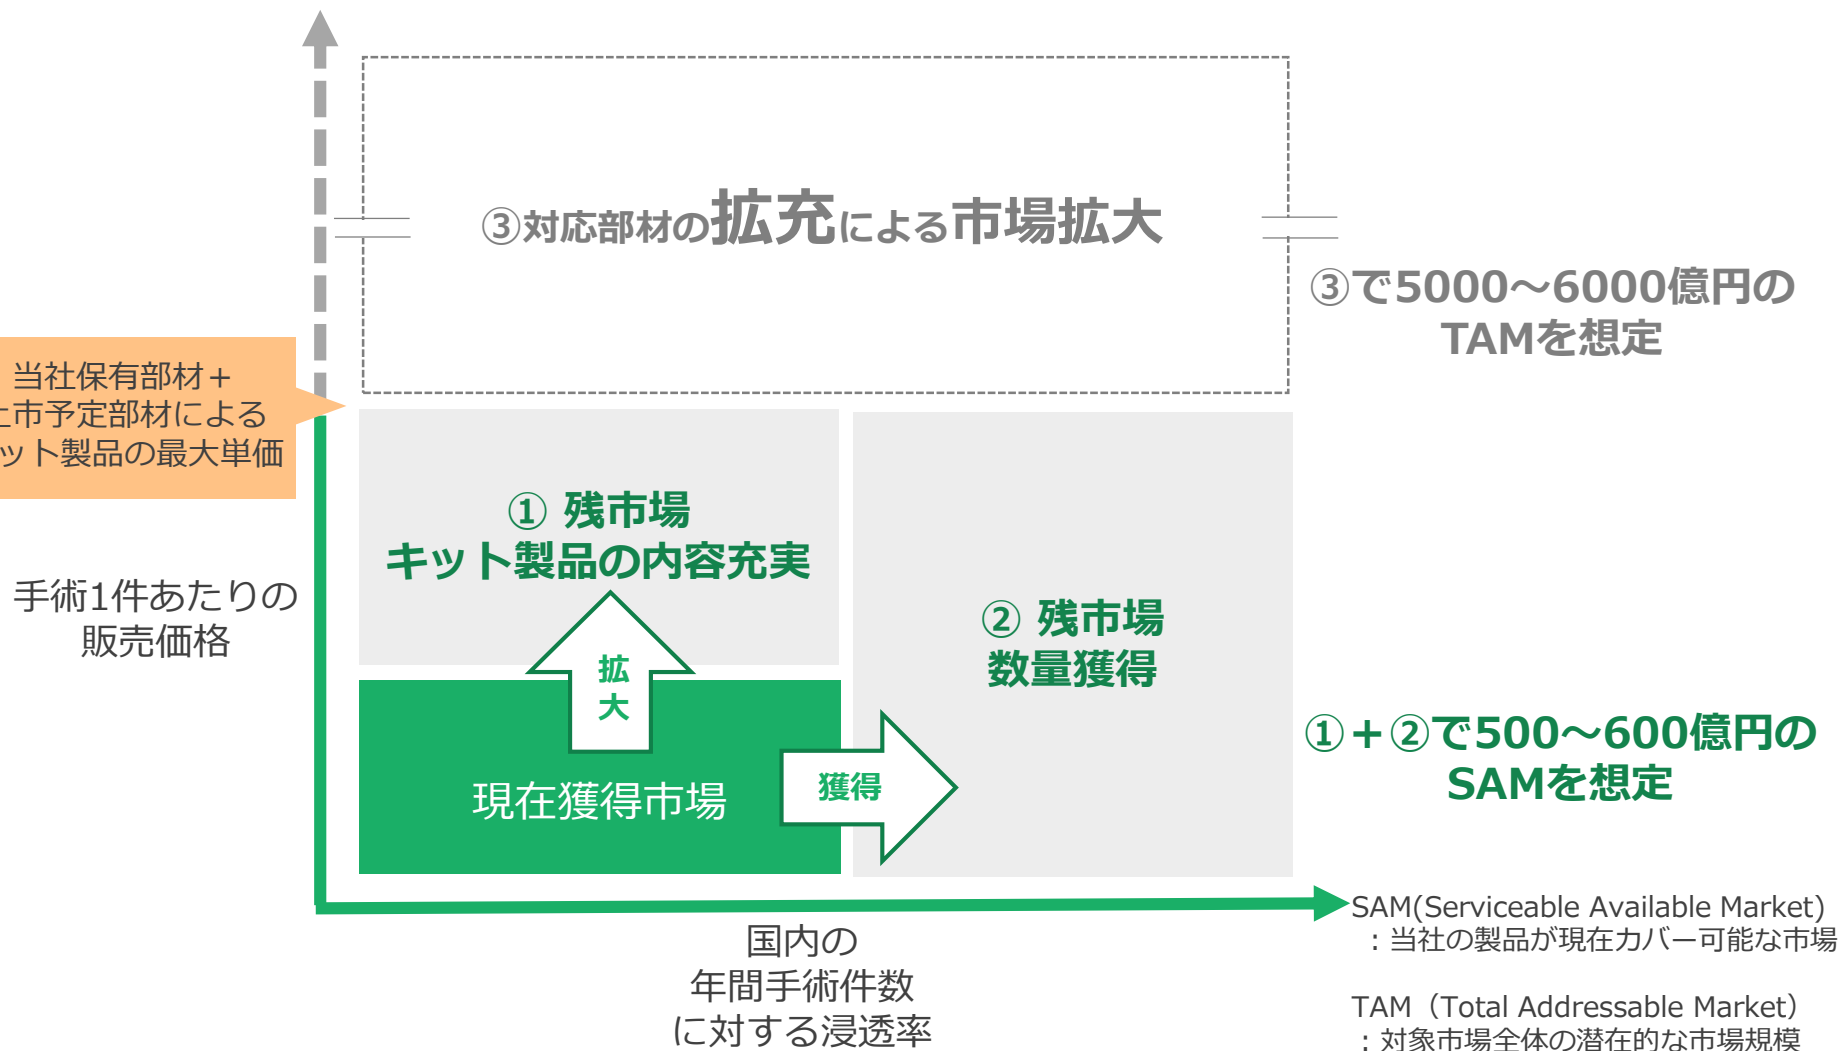 ③対応部材の拡充による市場拡大
③で5000～6000億円の
TAMを想定
当社保有部材＋
上市予定部材による
ット製品の最大単価
① 残市場
キット製品の内容充実
手術1件あたりの
販売価格
② 残市場
数量獲得
拡
大
獲得
現在獲得市場
①＋②で500～600億円の
SAMを想定
国内の
年間手術件数
に対する浸透率
SAM(Serviceable Available Market)
：当社の製品が現在カバー可能な市場
TAM（Total Addressable Market）
：対象市場全体の潜在的な市場規模